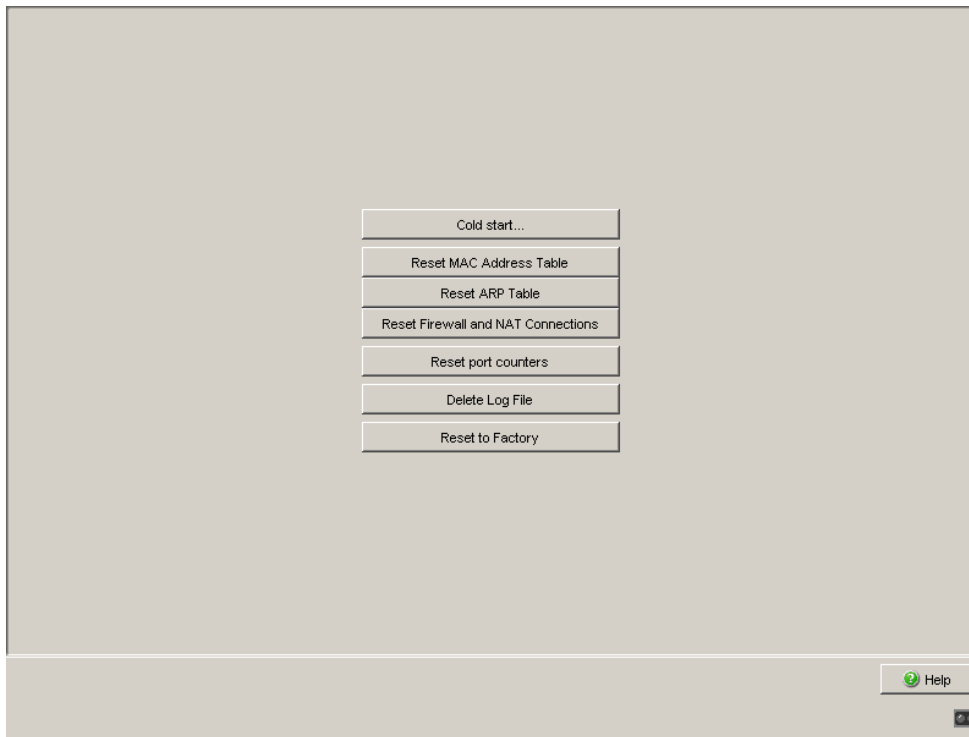 Cold start...
Reset MAC Address Table
Reset ARP Table
Reset Firewall and NAT Connections
Reset port counters
Delete Log File
Reset to Factory
Help